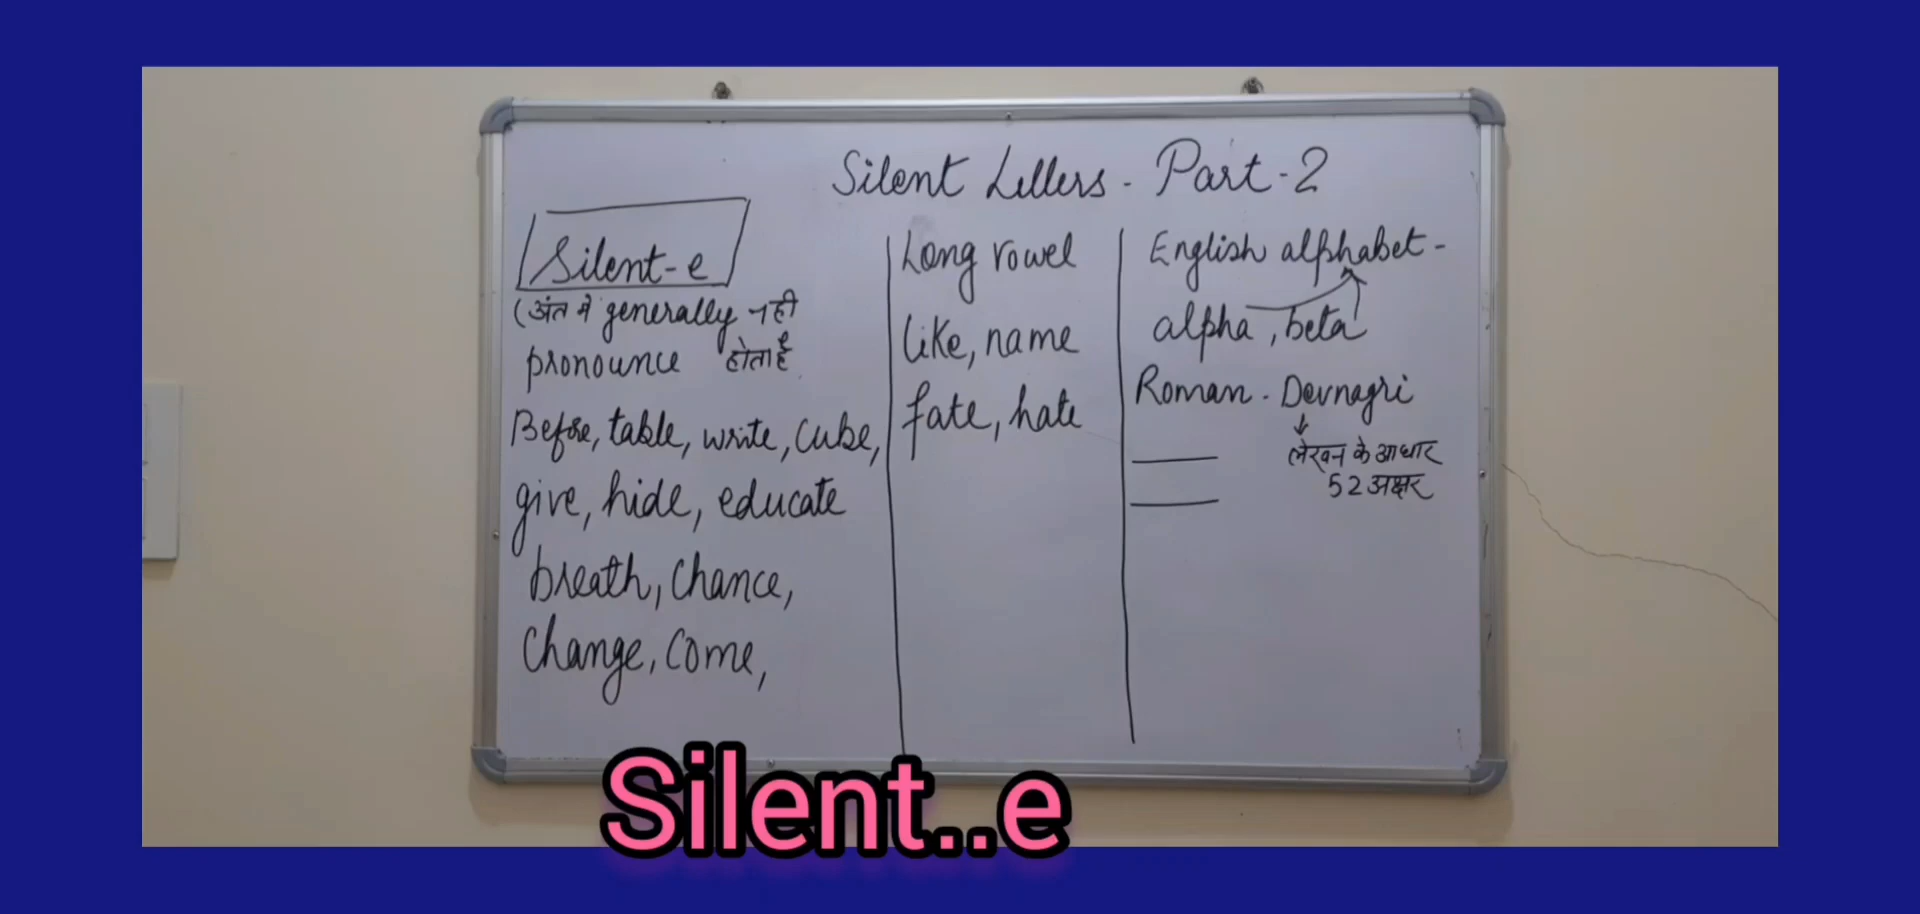 Silent Letters - Part-2
Silent-e
(अंत मे generally नही
pronounce होता है
Before, table, write, cube,
give, hide, educate
breath, chance,
change, come,
Long vowel
like, name
fate, hate
English alphabet-
alpha, beta
Roman - Devnagri
लेखन के आधार
52 अक्षर
Silent..e